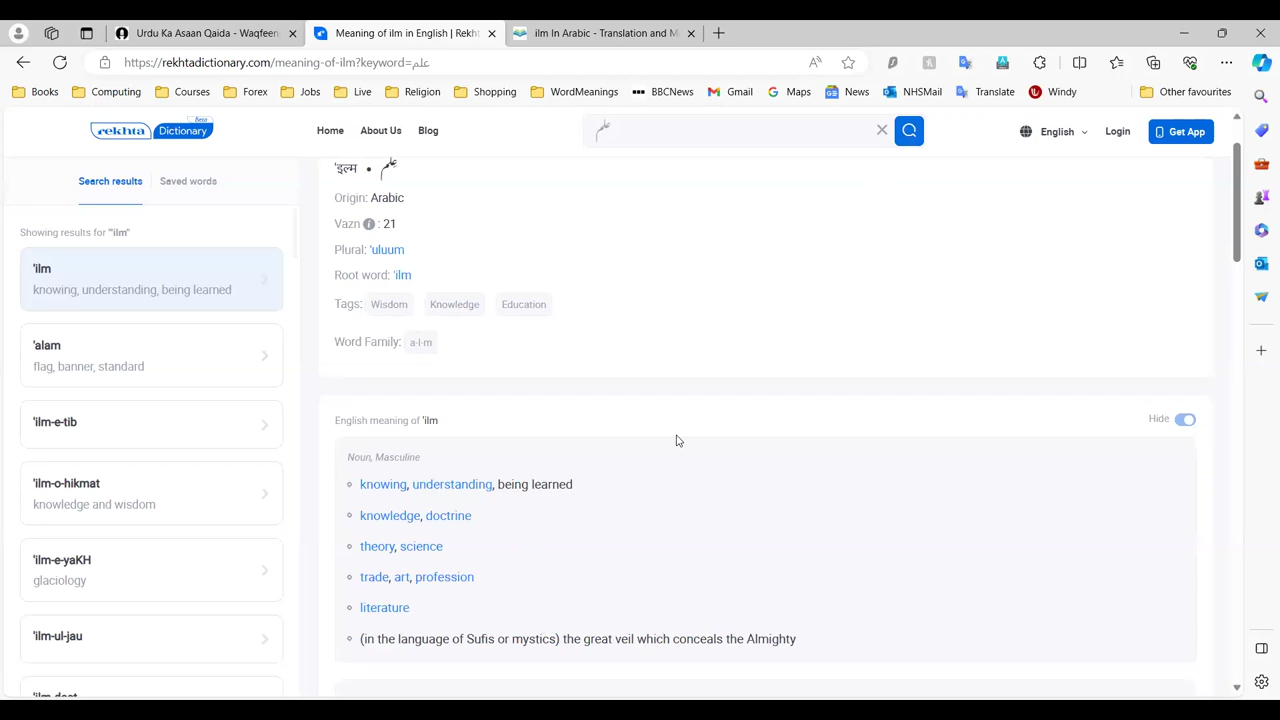 Urdu Ka Asaan Qaida - Waqfeen
Meaning of ilm in English | Rekht
ilm In Arabic - Translation and M
https://rekhtadictionary.com/meaning-of-ilm?keyword=علم
Books Computing Courses Forex Jobs Live Religion Shopping WordMeanings BBCNews Gmail Maps News NHSMail Translate Windy Other favourites
rekhta Dictionary Beta
Home About Us Blog
علم
English Login Get App
Search results Saved words
Showing results for "'ilm"
'ilm
knowing, understanding, being learned
'alam
flag, banner, standard
'ilm-e-tib
'ilm-o-hikmat
knowledge and wisdom
'ilm-e-yaKH
glaciology
'ilm-ul-jau
'ilm-dost
'इल्म • علم
Origin: Arabic
Vazn i : 21
Plural: 'uluum
Root word: 'ilm
Tags: Wisdom Knowledge Education
Word Family: a-l-m
English meaning of 'ilm
Hide
Noun, Masculine
knowing, understanding, being learned
knowledge, doctrine
theory, science
trade, art, profession
literature
(in the language of Sufis or mystics) the great veil which conceals the Almighty